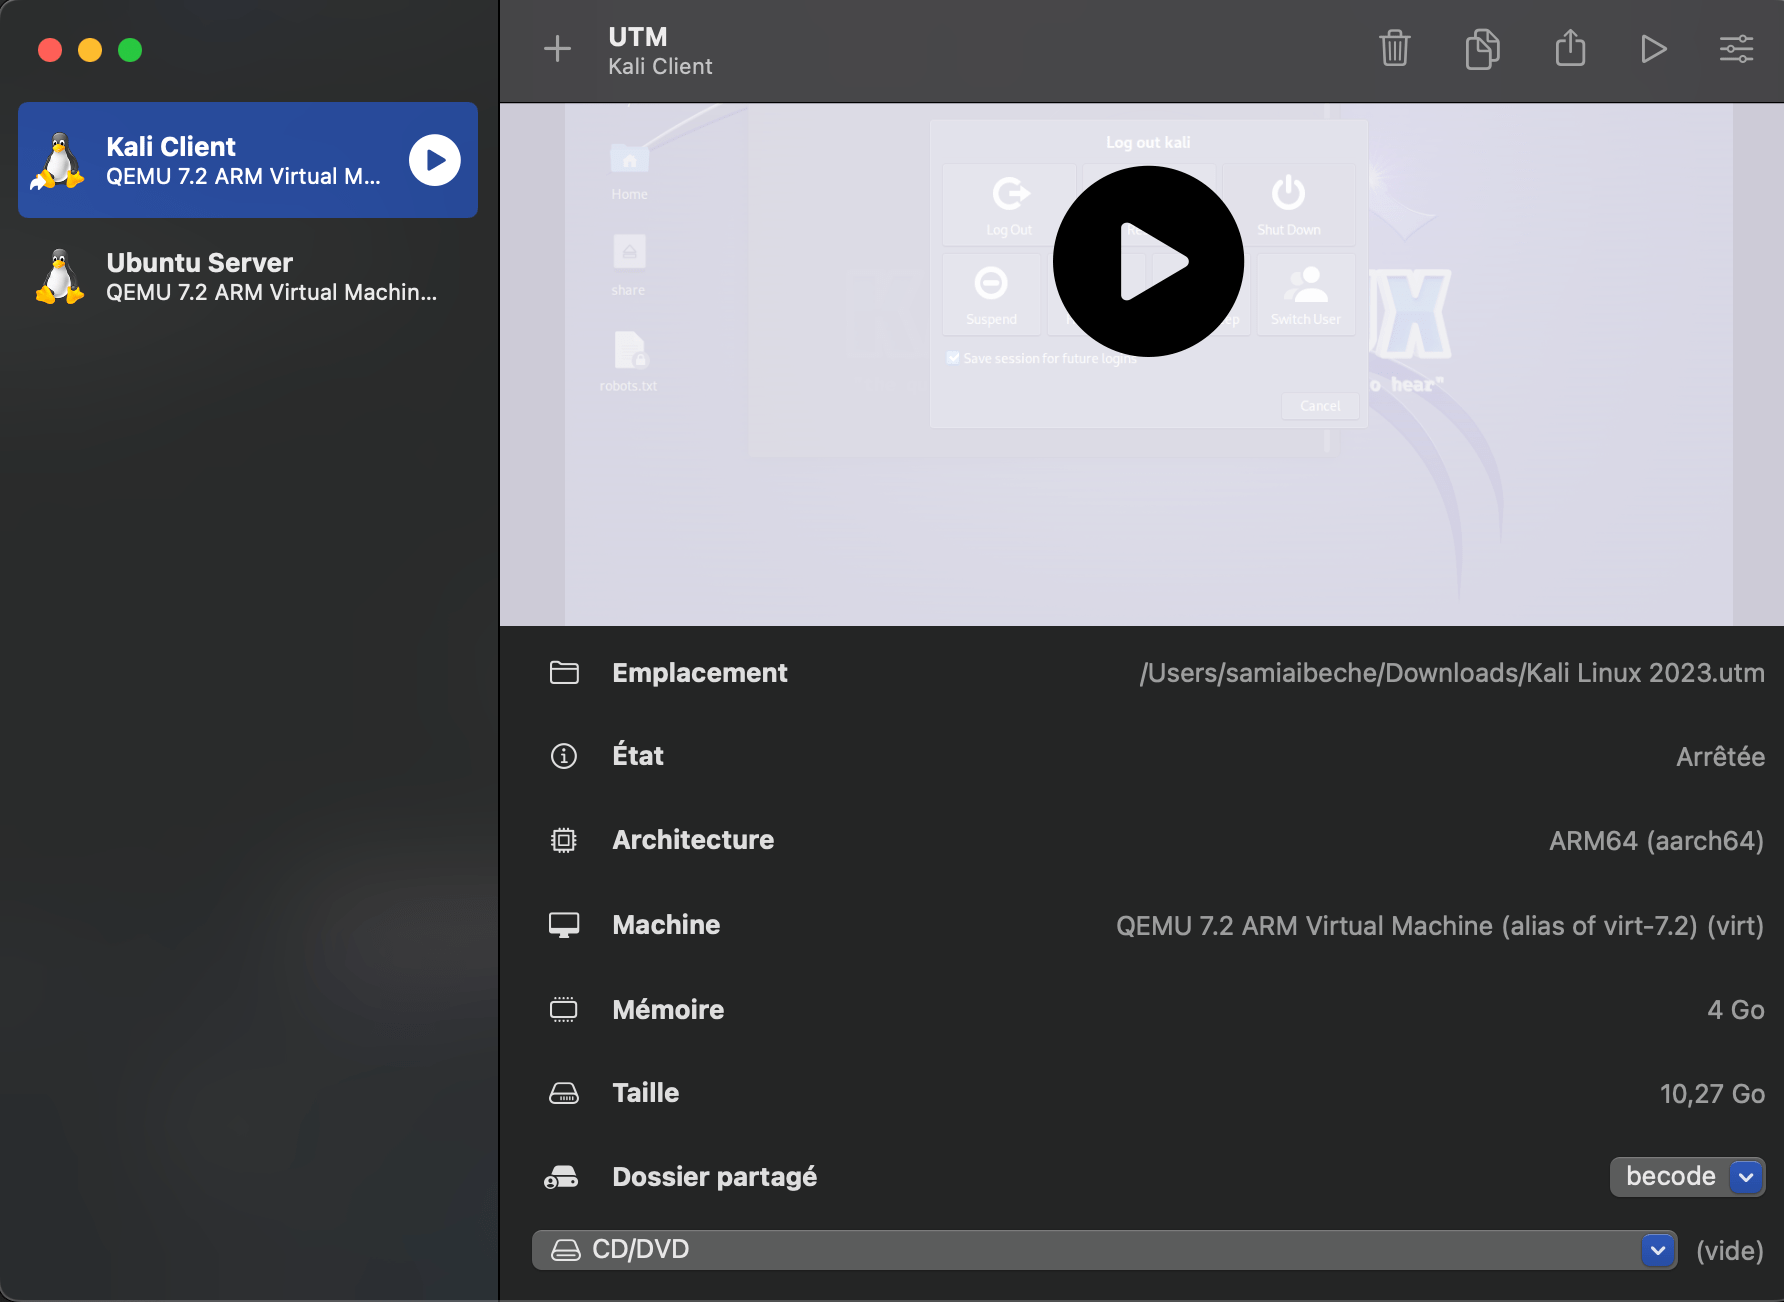 UTM
Kali Client
Kali Client
QEMU 7.2 ARM Virtual M...
Ubuntu Server
QEMU 7.2 ARM Virtual Machin...
Log out kali
Home
Log Out
Shut Down
share
Suspend
Switch User
Save session for future logins
robots.txt
o hear"
Cancel
Emplacement /Users/samiaibeche/Downloads/Kali Linux 2023.utm
État Arrêtée
Architecture ARM64 (aarch64)
Machine QEMU 7.2 ARM Virtual Machine (alias of virt-7.2) (virt)
Mémoire 4 Go
Taille 10,27 Go
Dossier partagé becode
CD/DVD (vide)